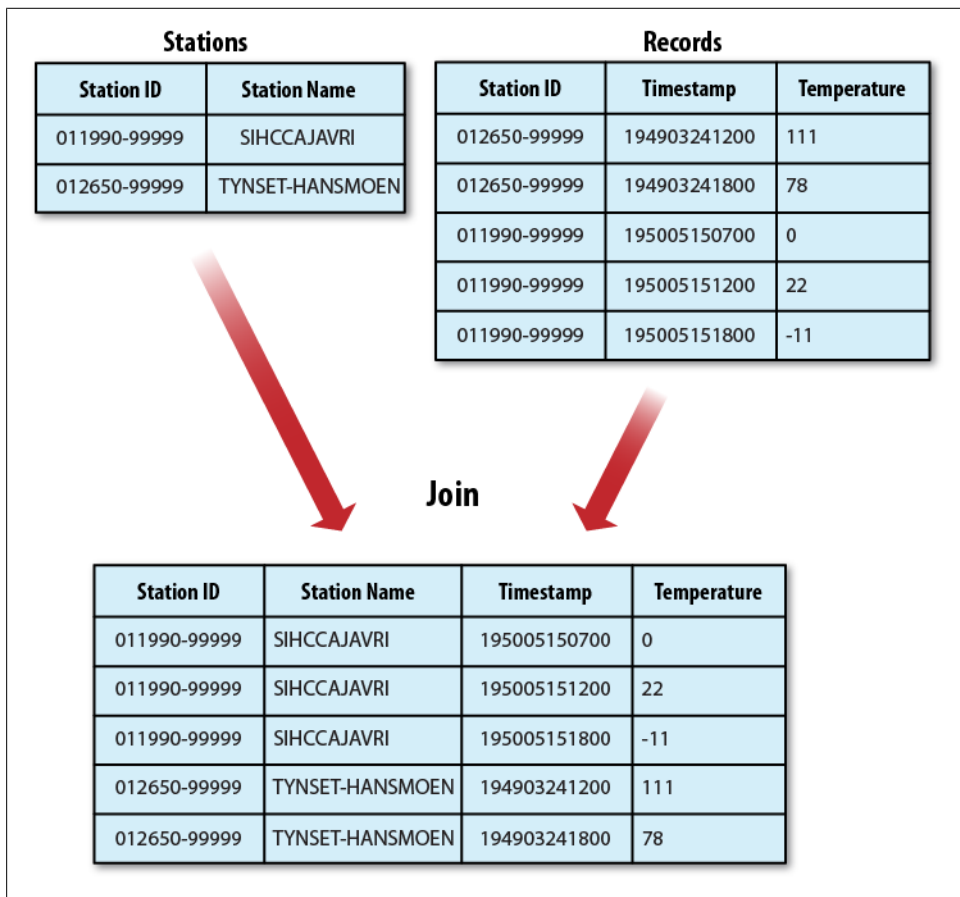 Stations
Station ID Station Name
011990-99999 SIHCCAJAVRI
012650-99999 TYNSET-HANSMOEN
Records
Station ID Timestamp Temperature
012650-99999 194903241200 111
012650-99999 194903241800 78
011990-99999 195005150700 0
011990-99999 195005151200 22
011990-99999 195005151800 -11
Join
Station ID Station Name Timestamp Temperature
011990-99999 SIHCCAJAVRI 195005150700 0
011990-99999 SIHCCAJAVRI 195005151200 22
011990-99999 SIHCCAJAVRI 195005151800 -11
012650-99999 TYNSET-HANSMOEN 194903241200 111
012650-99999 TYNSET-HANSMOEN 194903241800 78